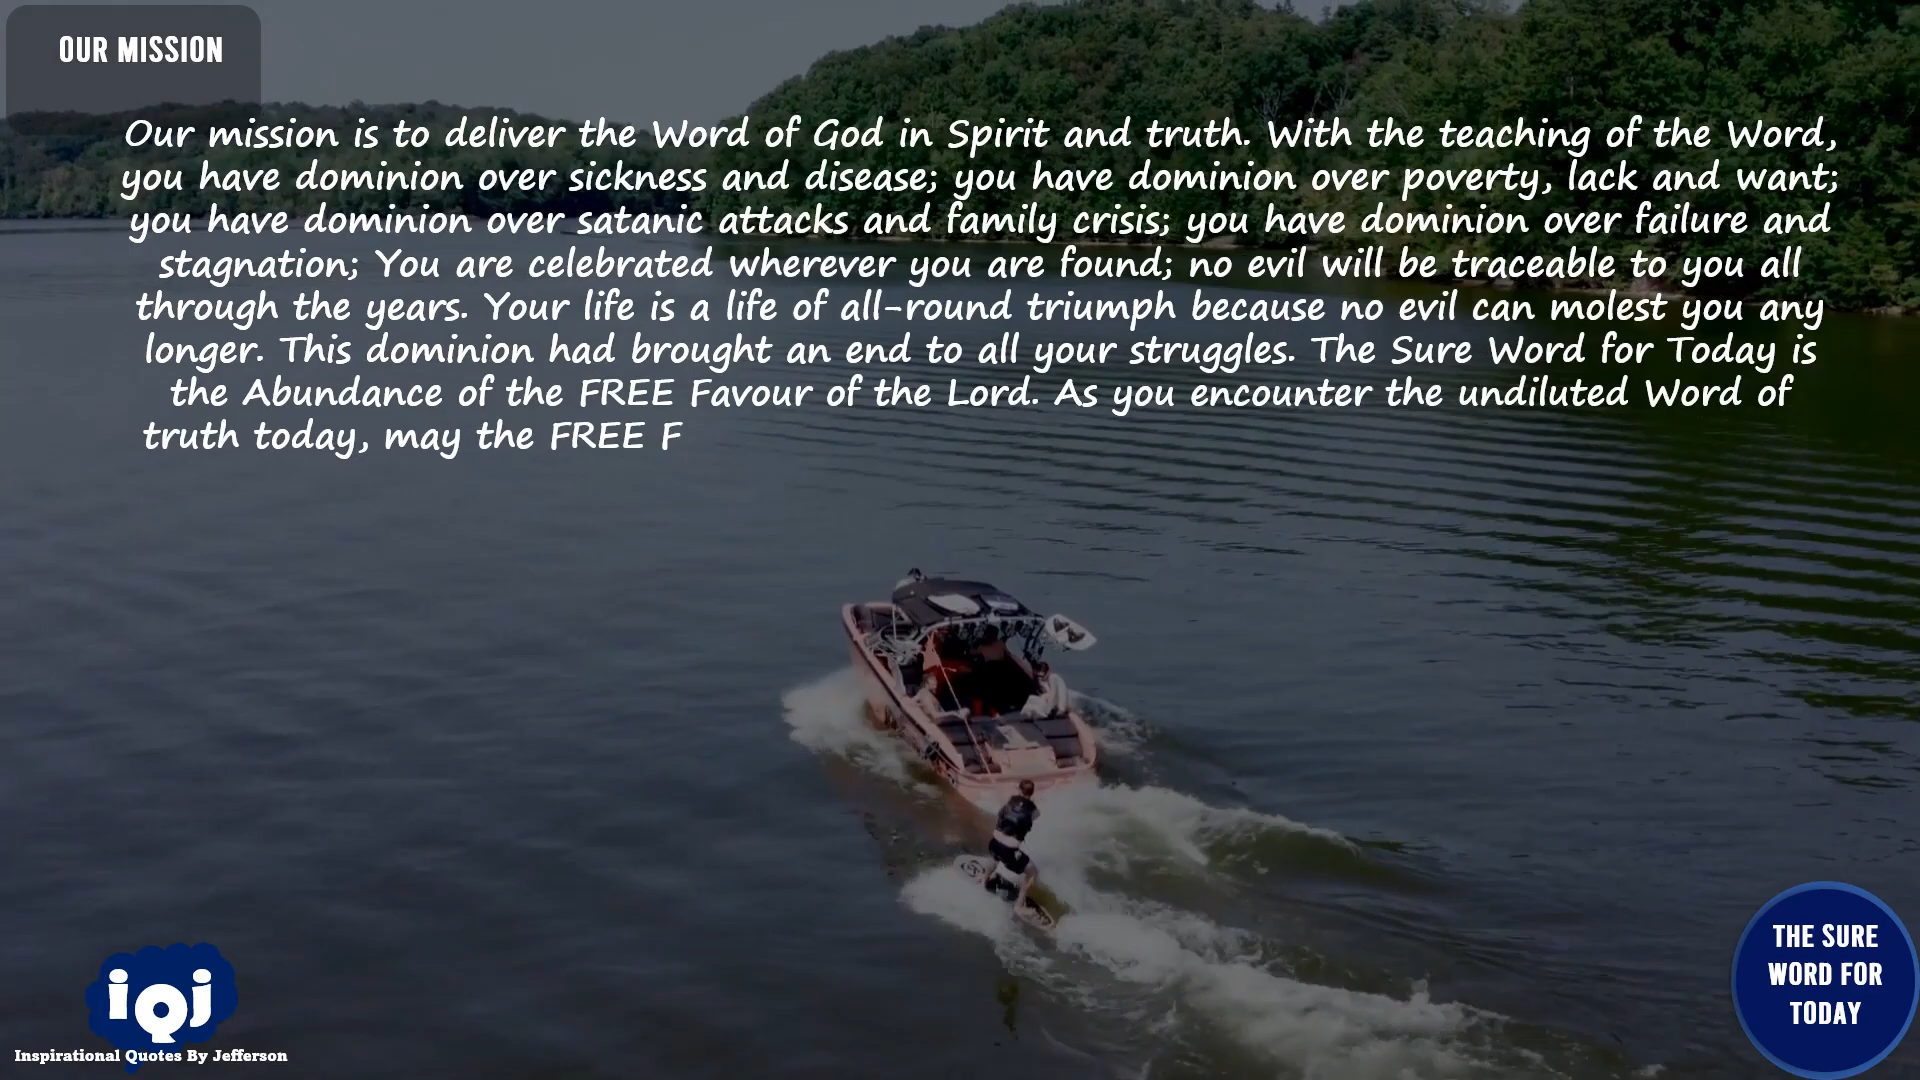 OUR MISSION
Our mission is to deliver the Word of God in Spirit and truth. With the teaching of the Word,
you have dominion over sickness and disease; you have dominion over poverty, lack and want;
you have dominion over satanic attacks and family crisis; you have dominion over failure and
stagnation; You are celebrated wherever you are found; no evil will be traceable to you all
through the years. Your life is a life of all-round triumph because no evil can molest you any
longer. This dominion had brought an end to all your struggles. The Sure Word for Today is
the Abundance of the FREE Favour of the Lord. As you encounter the undiluted Word of
truth today, may the FREE F
iQj
Inspirational Quotes By Jefferson
THE SURE
WORD FOR
TODAY